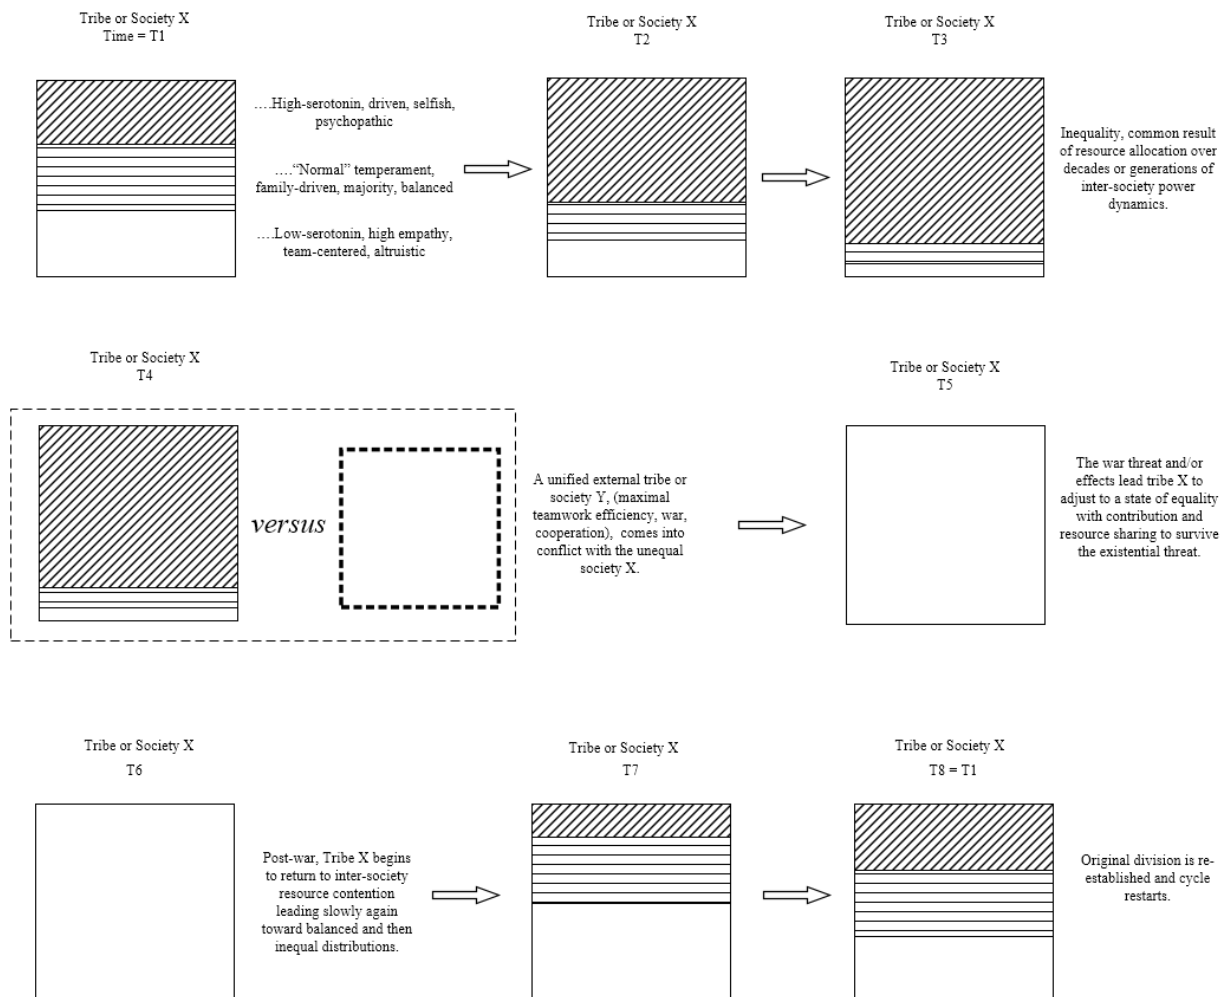 Tribe or Society X
Time = T1
Tribe or Society X
T2
Tribe or Society X
T3
….High-serotonin, driven, selfish,
psychopathic
….“Normal” temperament,
family-driven, majority, balanced
….Low-serotonin, high empathy,
team-centered, altruistic
Inequality, common result
of resource allocation over
decades or generations of
inter-society power
dynamics.
Tribe or Society X
T4
versus
A unified external tribe or
society Y, (maximal
teamwork efficiency, war,
cooperation), comes into
conflict with the unequal
society X.
Tribe or Society X
T5
The war threat and/or
effects lead tribe X to
adjust to a state of equality
with contribution and
resource sharing to survive
the existential threat.
Tribe or Society X
T6
Post-war, Tribe X begins
to return to inter-society
resource contention
leading slowly again
toward balanced and then
inequal distributions.
Tribe or Society X
T7
Tribe or Society X
T8 = T1
Original division is re-
established and cycle
restarts.